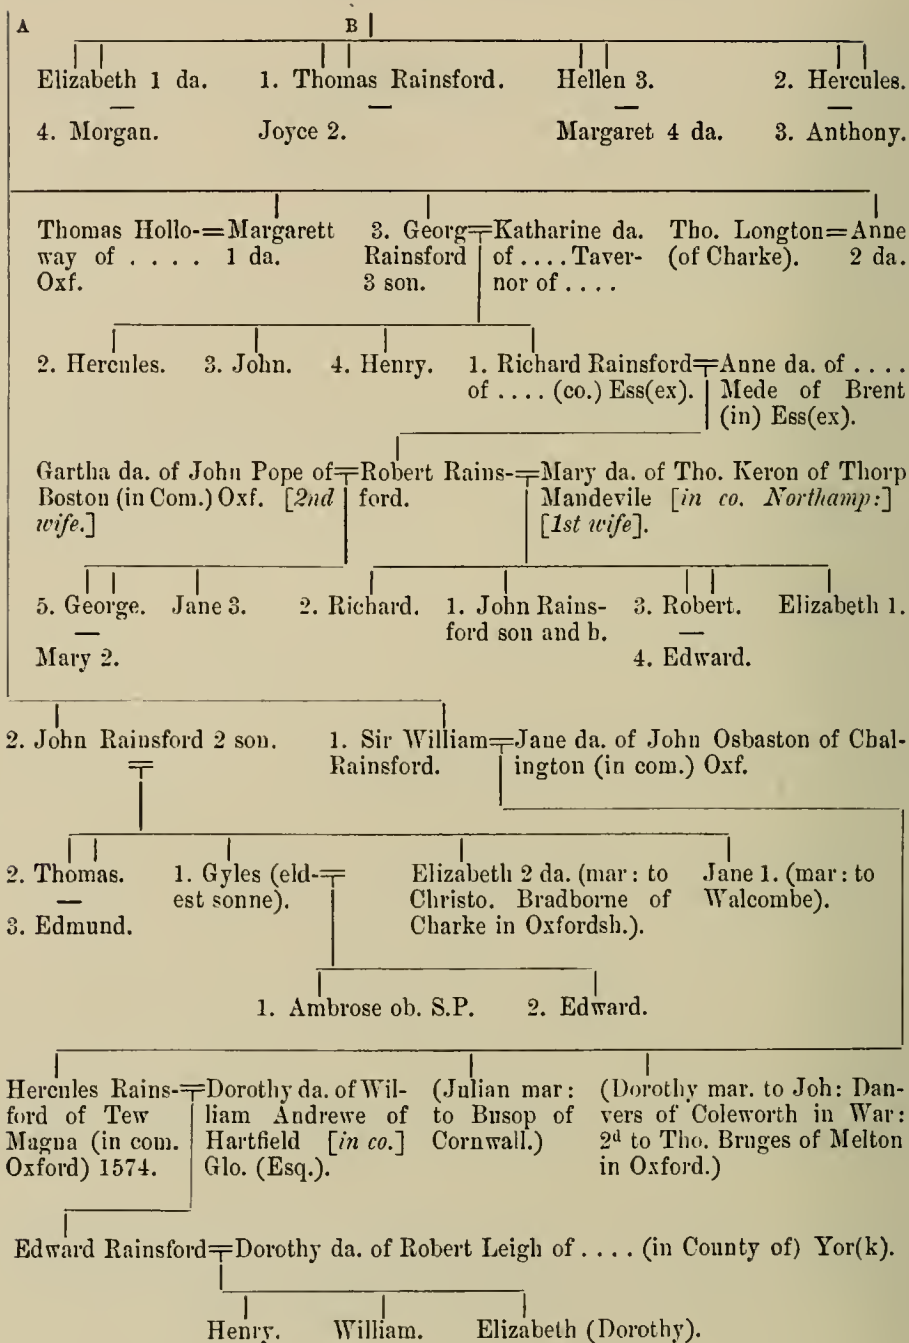 A B
Elizabeth 1 da. 1. Thomas Rainsford. Hellen 3. 2. Hercules.
— — — —
4. Morgan. Joyce 2. Margaret 4 da. 3. Anthony.
Thomas Hollo-=Margarett 3. Georg=Katharine da. Tho. Longton=Anne
way of . . . . 1 da. Rainsford of . . . . Taver- (of Charke). 2 da.
Oxf. 3 son. nor of . . . .
2. Hercules. 3. John. 4. Henry. 1. Richard Rainsford=Anne da. of . . . .
of . . . . (co.) Ess(ex). Mede of Brent
(in) Ess(ex).
Gartha da. of John Pope of=Robert Rains-=Mary da. of Tho. Keron of Thorp
Boston (in Com.) Oxf. [2nd ford. Mandevile [in co. Northamp:]
wife.] [1st wife].
5. George. Jane 3. 2. Richard. 1. John Rains- 3. Robert. Elizabeth 1.
— ford son and h. —
Mary 2. 4. Edward.
2. John Rainsford 2 son. 1. Sir William=Jane da. of John Osbaston of Chal-
Rainsford. ington (in com.) Oxf.
2. Thomas. 1. Gyles (eld-= Elizabeth 2 da. (mar: to Jane 1. (mar: to
— est sonne). Christo. Bradborne of Walcombe).
3. Edmund. Charke in Oxfordsh.).
1. Ambrose ob. S.P. 2. Edward.
Hercules Rains-=Dorothy da. of Wil- (Julian mar: (Dorothy mar. to Joh: Dan-
ford of Tew liam Andrewe of to Busop of vers of Coleworth in War:
Magna (in com. Hartfield [in co.] Cornwall.) 2d to Tho. Bruges of Melton
Oxford) 1574. Glo. (Esq.). in Oxford.)
Edward Rainsford=Dorothy da. of Robert Leigh of . . . . (in County of) Yor(k).
Henry. William. Elizabeth (Dorothy).